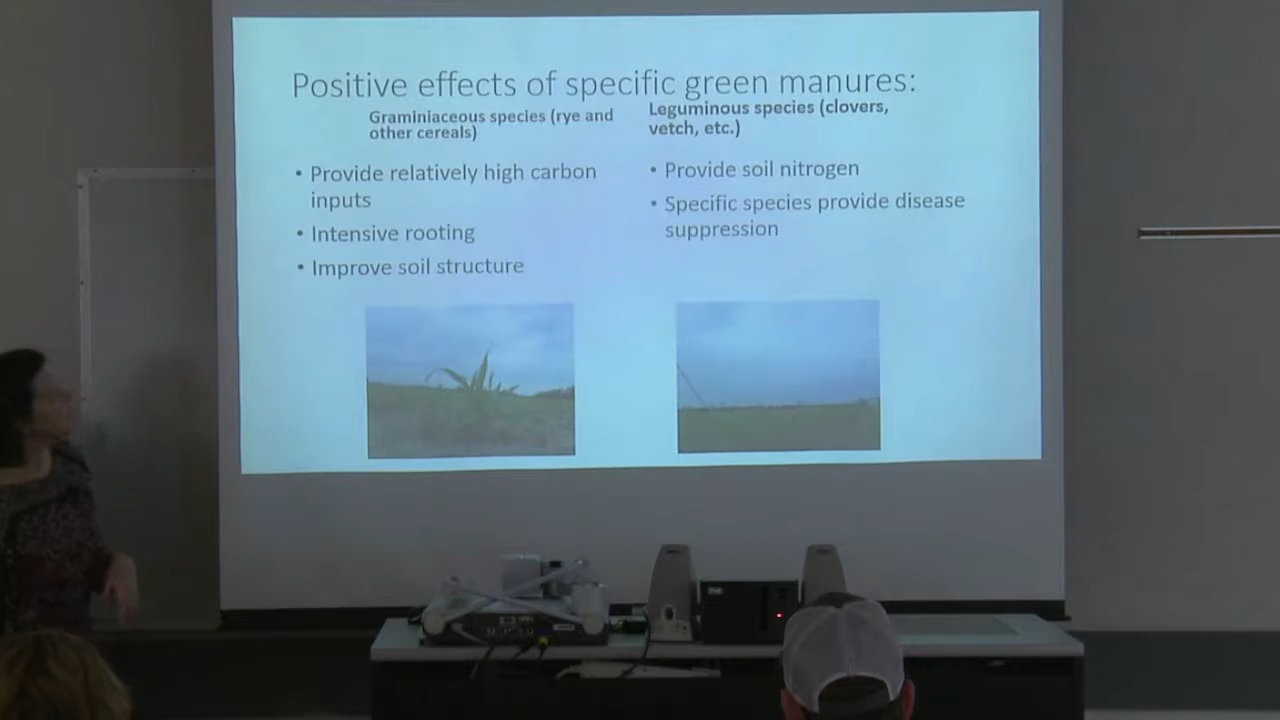 Positive effects of specific green manures:
Graminiaceous species (rye and
other cereals)
• Provide relatively high carbon
inputs
• Intensive rooting
• Improve soil structure
Leguminous species (clovers,
vetch, etc.)
• Provide soil nitrogen
• Specific species provide disease
suppression